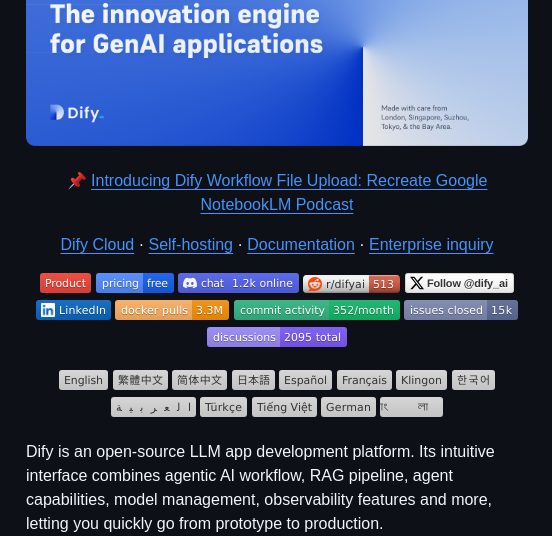 The innovation engine
for GenAI applications
Dify.
Made with care from
London, Singapore, Suzhou,
Tokyo, & the Bay Area.
Introducing Dify Workflow File Upload: Recreate Google
NotebookLM Podcast
Dify Cloud · Self-hosting · Documentation · Enterprise inquiry
Product pricing free chat 1.2k online r/difyai 513 Follow @dify_ai
LinkedIn docker pulls 3.3M commit activity 352/month issues closed 15k
discussions 2095 total
English 繁體中文 简体中文 日本語 Español Français Klingon 한국어
العربية Türkçe Tiếng Việt German বাংলা
Dify is an open-source LLM app development platform. Its intuitive
interface combines agentic AI workflow, RAG pipeline, agent
capabilities, model management, observability features and more,
letting you quickly go from prototype to production.